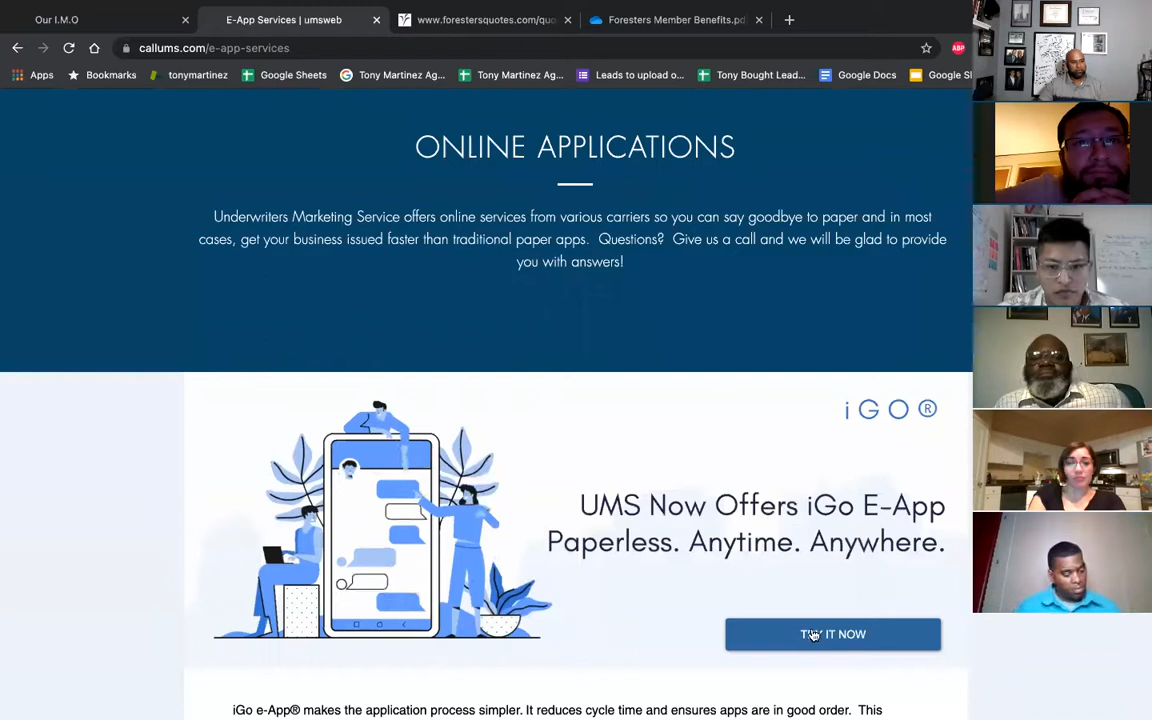 Our I.M.O
E-App Services | umsweb
www.forestersquotes.com/quo
Foresters Member Benefits.pd
callums.com/e-app-services
ABP
Apps
Bookmarks
tonymartinez
Google Sheets
Tony Martinez Ag...
Tony Martinez Ag...
Leads to upload o...
Tony Bought Lead...
Google Docs
Google Sl
ONLINE APPLICATIONS
Underwriters Marketing Service offers online services from various carriers so you can say goodbye to paper and in most
cases, get your business issued faster than traditional paper apps. Questions? Give us a call and we will be glad to provide
you with answers!
iGO®
UMS Now Offers iGo E-App
Paperless. Anytime. Anywhere.
TRY IT NOW
iGo e-App® makes the application process simpler. It reduces cycle time and ensures apps are in good order. This